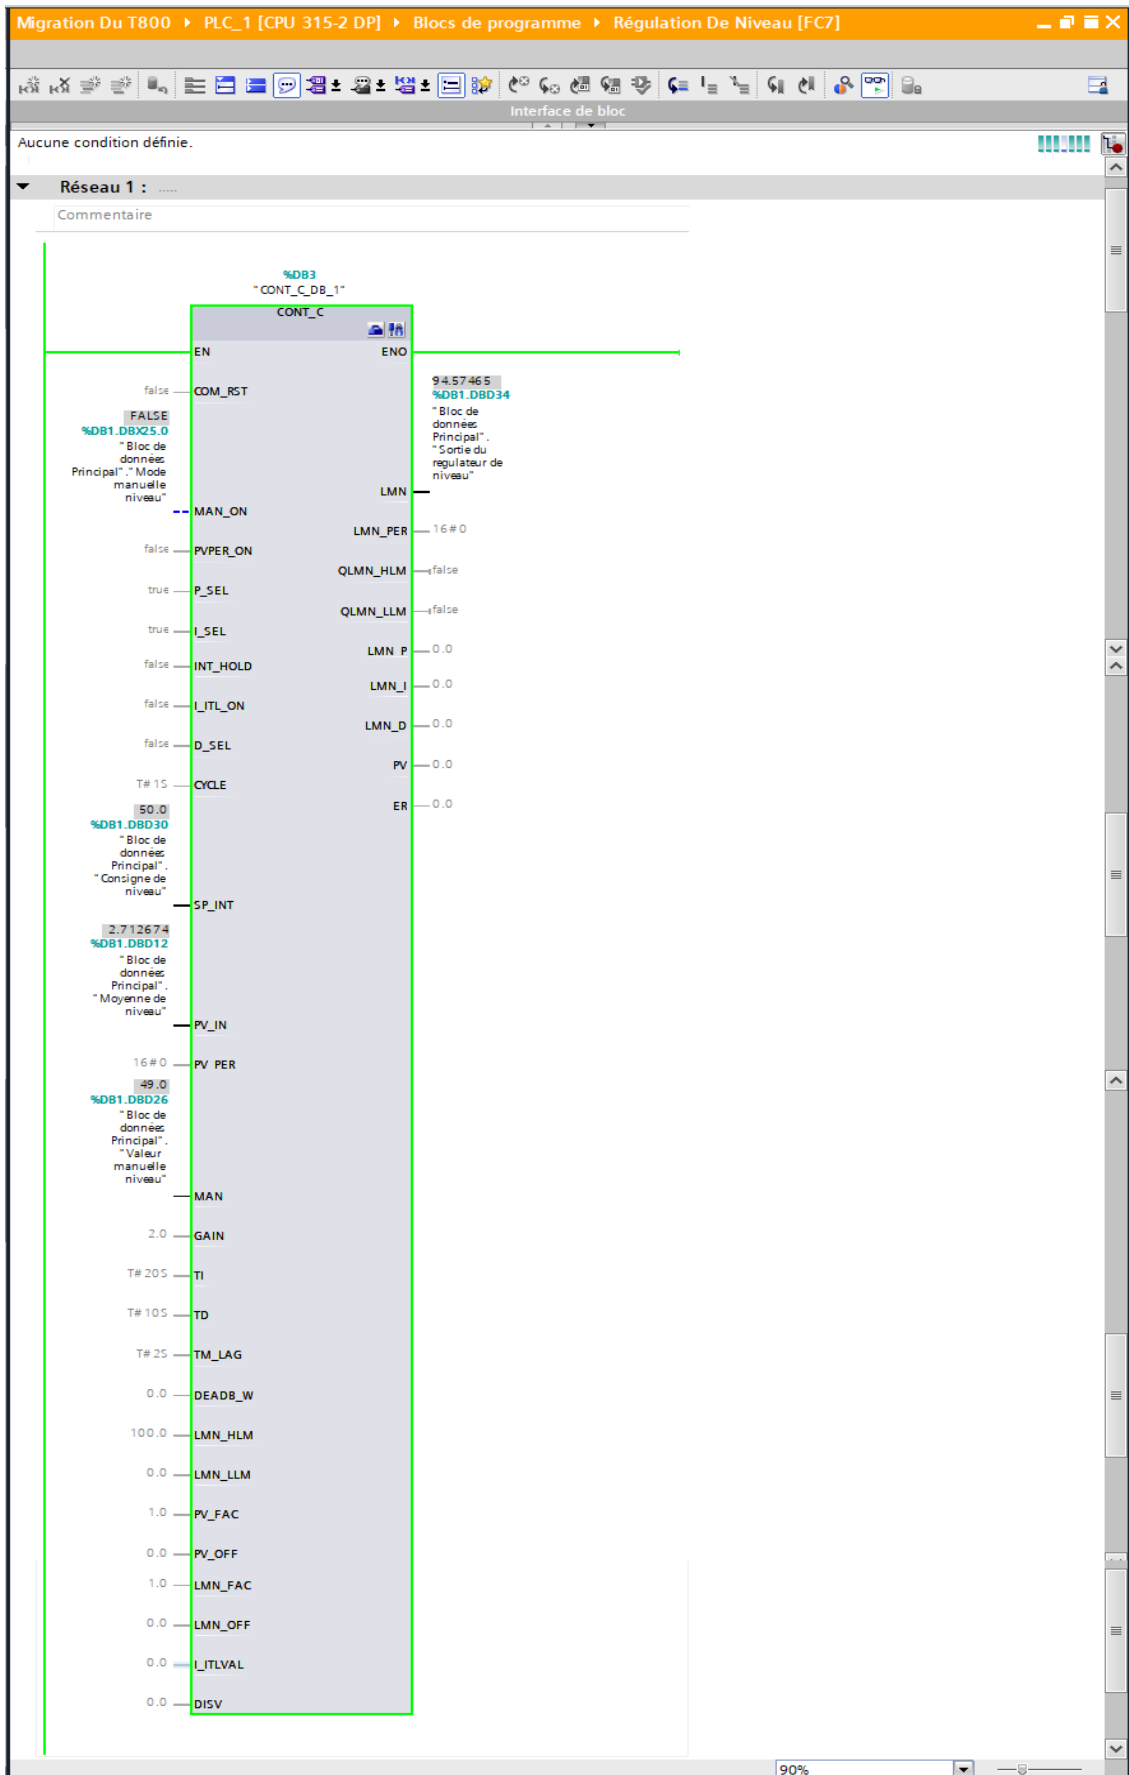 Migration Du T800 ▸ PLC_1 [CPU 315-2 DP] ▸ Blocs de programme ▸ Régulation De Niveau [FC7]
Interface de bloc
Aucune condition définie.
Réseau 1 : .....
Commentaire
%DB3
"CONT_C_DB_1"
CONT_C
EN
ENO
false
COM_RST
FALSE
%DB1.DBX25.0
"Bloc de
données
Principal"."Mode
manuelle
niveau"
MAN_ON
false
PVPER_ON
true
P_SEL
true
I_SEL
false
INT_HOLD
false
I_ITL_ON
false
D_SEL
T#1S
CYCLE
50.0
%DB1.DBD30
"Bloc de
données
Principal".
"Consigne de
niveau"
SP_INT
2.712674
%DB1.DBD12
"Bloc de
données
Principal".
"Moyenne de
niveau"
PV_IN
16#0
PV_PER
49.0
%DB1.DBD26
"Bloc de
données
Principal".
"Valeur
manuelle
niveau"
MAN
2.0
GAIN
T#20S
TI
T#10S
TD
T#2S
TM_LAG
0.0
DEADB_W
100.0
LMN_HLM
0.0
LMN_LLM
1.0
PV_FAC
0.0
PV_OFF
1.0
LMN_FAC
0.0
LMN_OFF
0.0
I_ITLVAL
0.0
DISV
94.57465
%DB1.DBD34
"Bloc de
données
Principal".
"Sortie du
regulateur de
niveau"
LMN
LMN_PER
16#0
QLMN_HLM
false
QLMN_LLM
false
LMN_P
0.0
LMN_I
0.0
LMN_D
0.0
PV
0.0
ER
0.0
90%